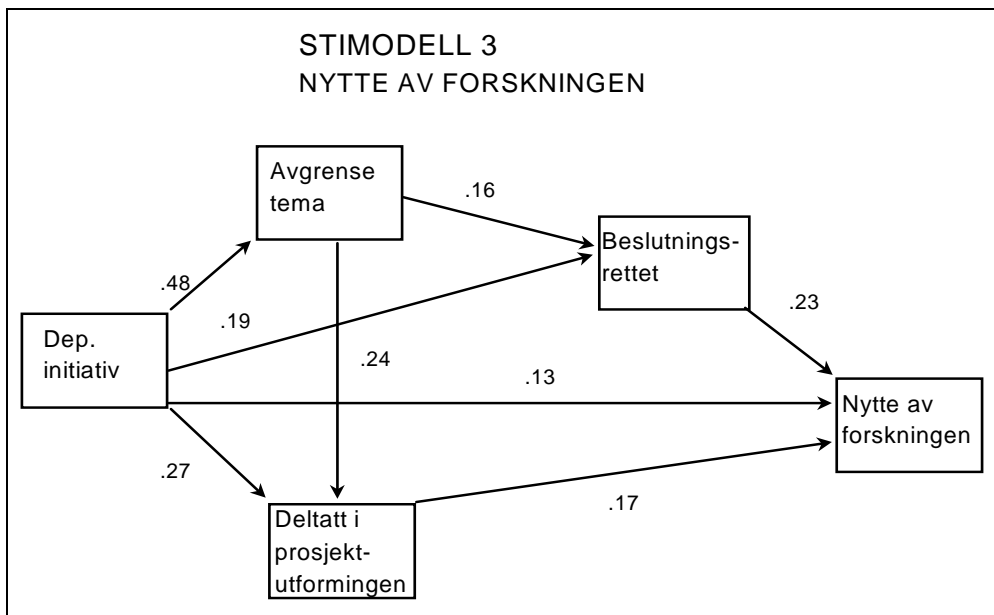 STIMODELL 3
NYTTE AV FORSKNINGEN
Avgrense
tema
.16
Beslutnings-
rettet
.48
.23
.19
Dep.
initiativ
.24
.13
Nytte av
forskningen
.27
.17
Deltatt i
prosjekt-
utformingen